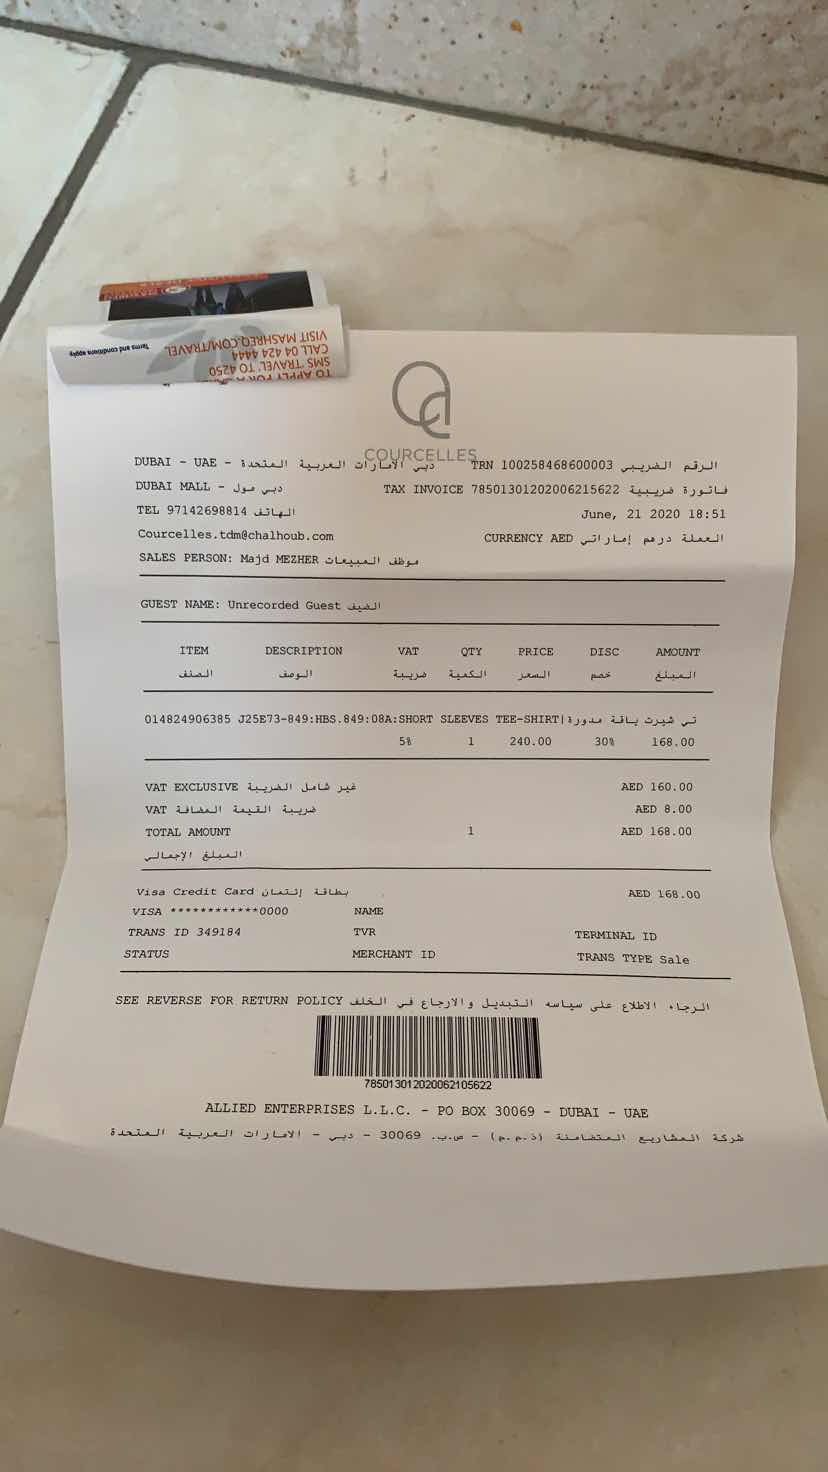 TO APPLY FOR A
SMS 'TRAVEL' TO 4250
CALL 04 424 4444
VISIT MASHREQ.COM/TRAVEL
Terms and conditions apply.
COURCELLES
DUBAI - UAE - دبي الامارات العربية المتحدة TRN 100258468600003 الرقم الضريبي
DUBAI MALL - دبي مول TAX INVOICE 78501301202006215622 فاتورة ضريبية
TEL 97142698814 الهاتف June, 21 2020 18:51
Courcelles.tdm@chalhoub.com CURRENCY AED العملة درهم إماراتي
SALES PERSON: Majd MEZHER موظف المبيعات
GUEST NAME: Unrecorded Guest الضيف
ITEM DESCRIPTION VAT QTY PRICE DISC AMOUNT
الصنف الوصف ضريبة الكمية السعر خصم المبلغ
014824906385 J25E73-849:HBS.849:08A:SHORT SLEEVES TEE-SHIRT|تي شيرت ياقة مدورة
5% 1 240.00 30% 168.00
VAT EXCLUSIVE غير شامل الضريبة AED 160.00
VAT ضريبة القيمة المضافة AED 8.00
TOTAL AMOUNT 1 AED 168.00
المبلغ الإجمالي
Visa Credit Card بطاقة إئتمان AED 168.00
VISA ************0000 NAME
TRANS ID 349184 TVR TERMINAL ID
STATUS MERCHANT ID TRANS TYPE Sale
SEE REVERSE FOR RETURN POLICY الرجاء الاطلاع على سياسه التبديل والارجاع في الخلف
785013012020062105622
ALLIED ENTERPRISES L.L.C. - PO BOX 30069 - DUBAI - UAE
شركة المشاريع المتضامنة (ذ.م.م) - ص.ب. 30069 - دبي - الامارات العربية المتحدة